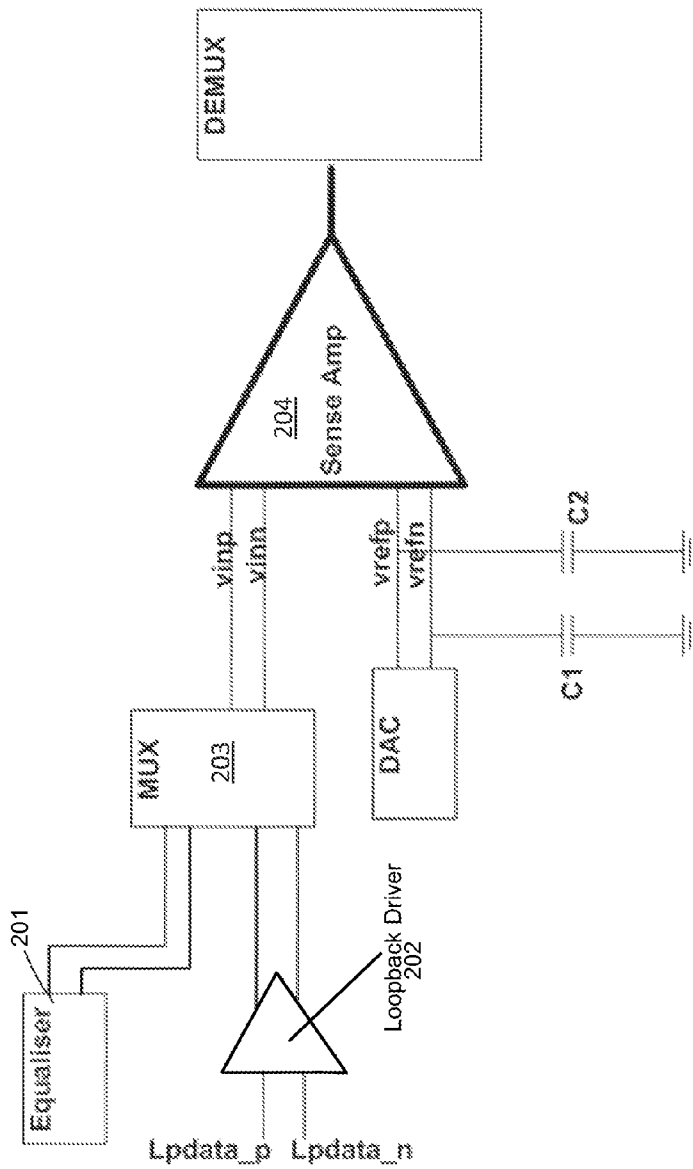 Equaliser
201
Lpdata_p
Lpdata_n
Loopback Driver
202
MUX
203
DAC
vinp
vinn
vrefp
vrefn
C1
C2
204
Sense Amp
DEMUX